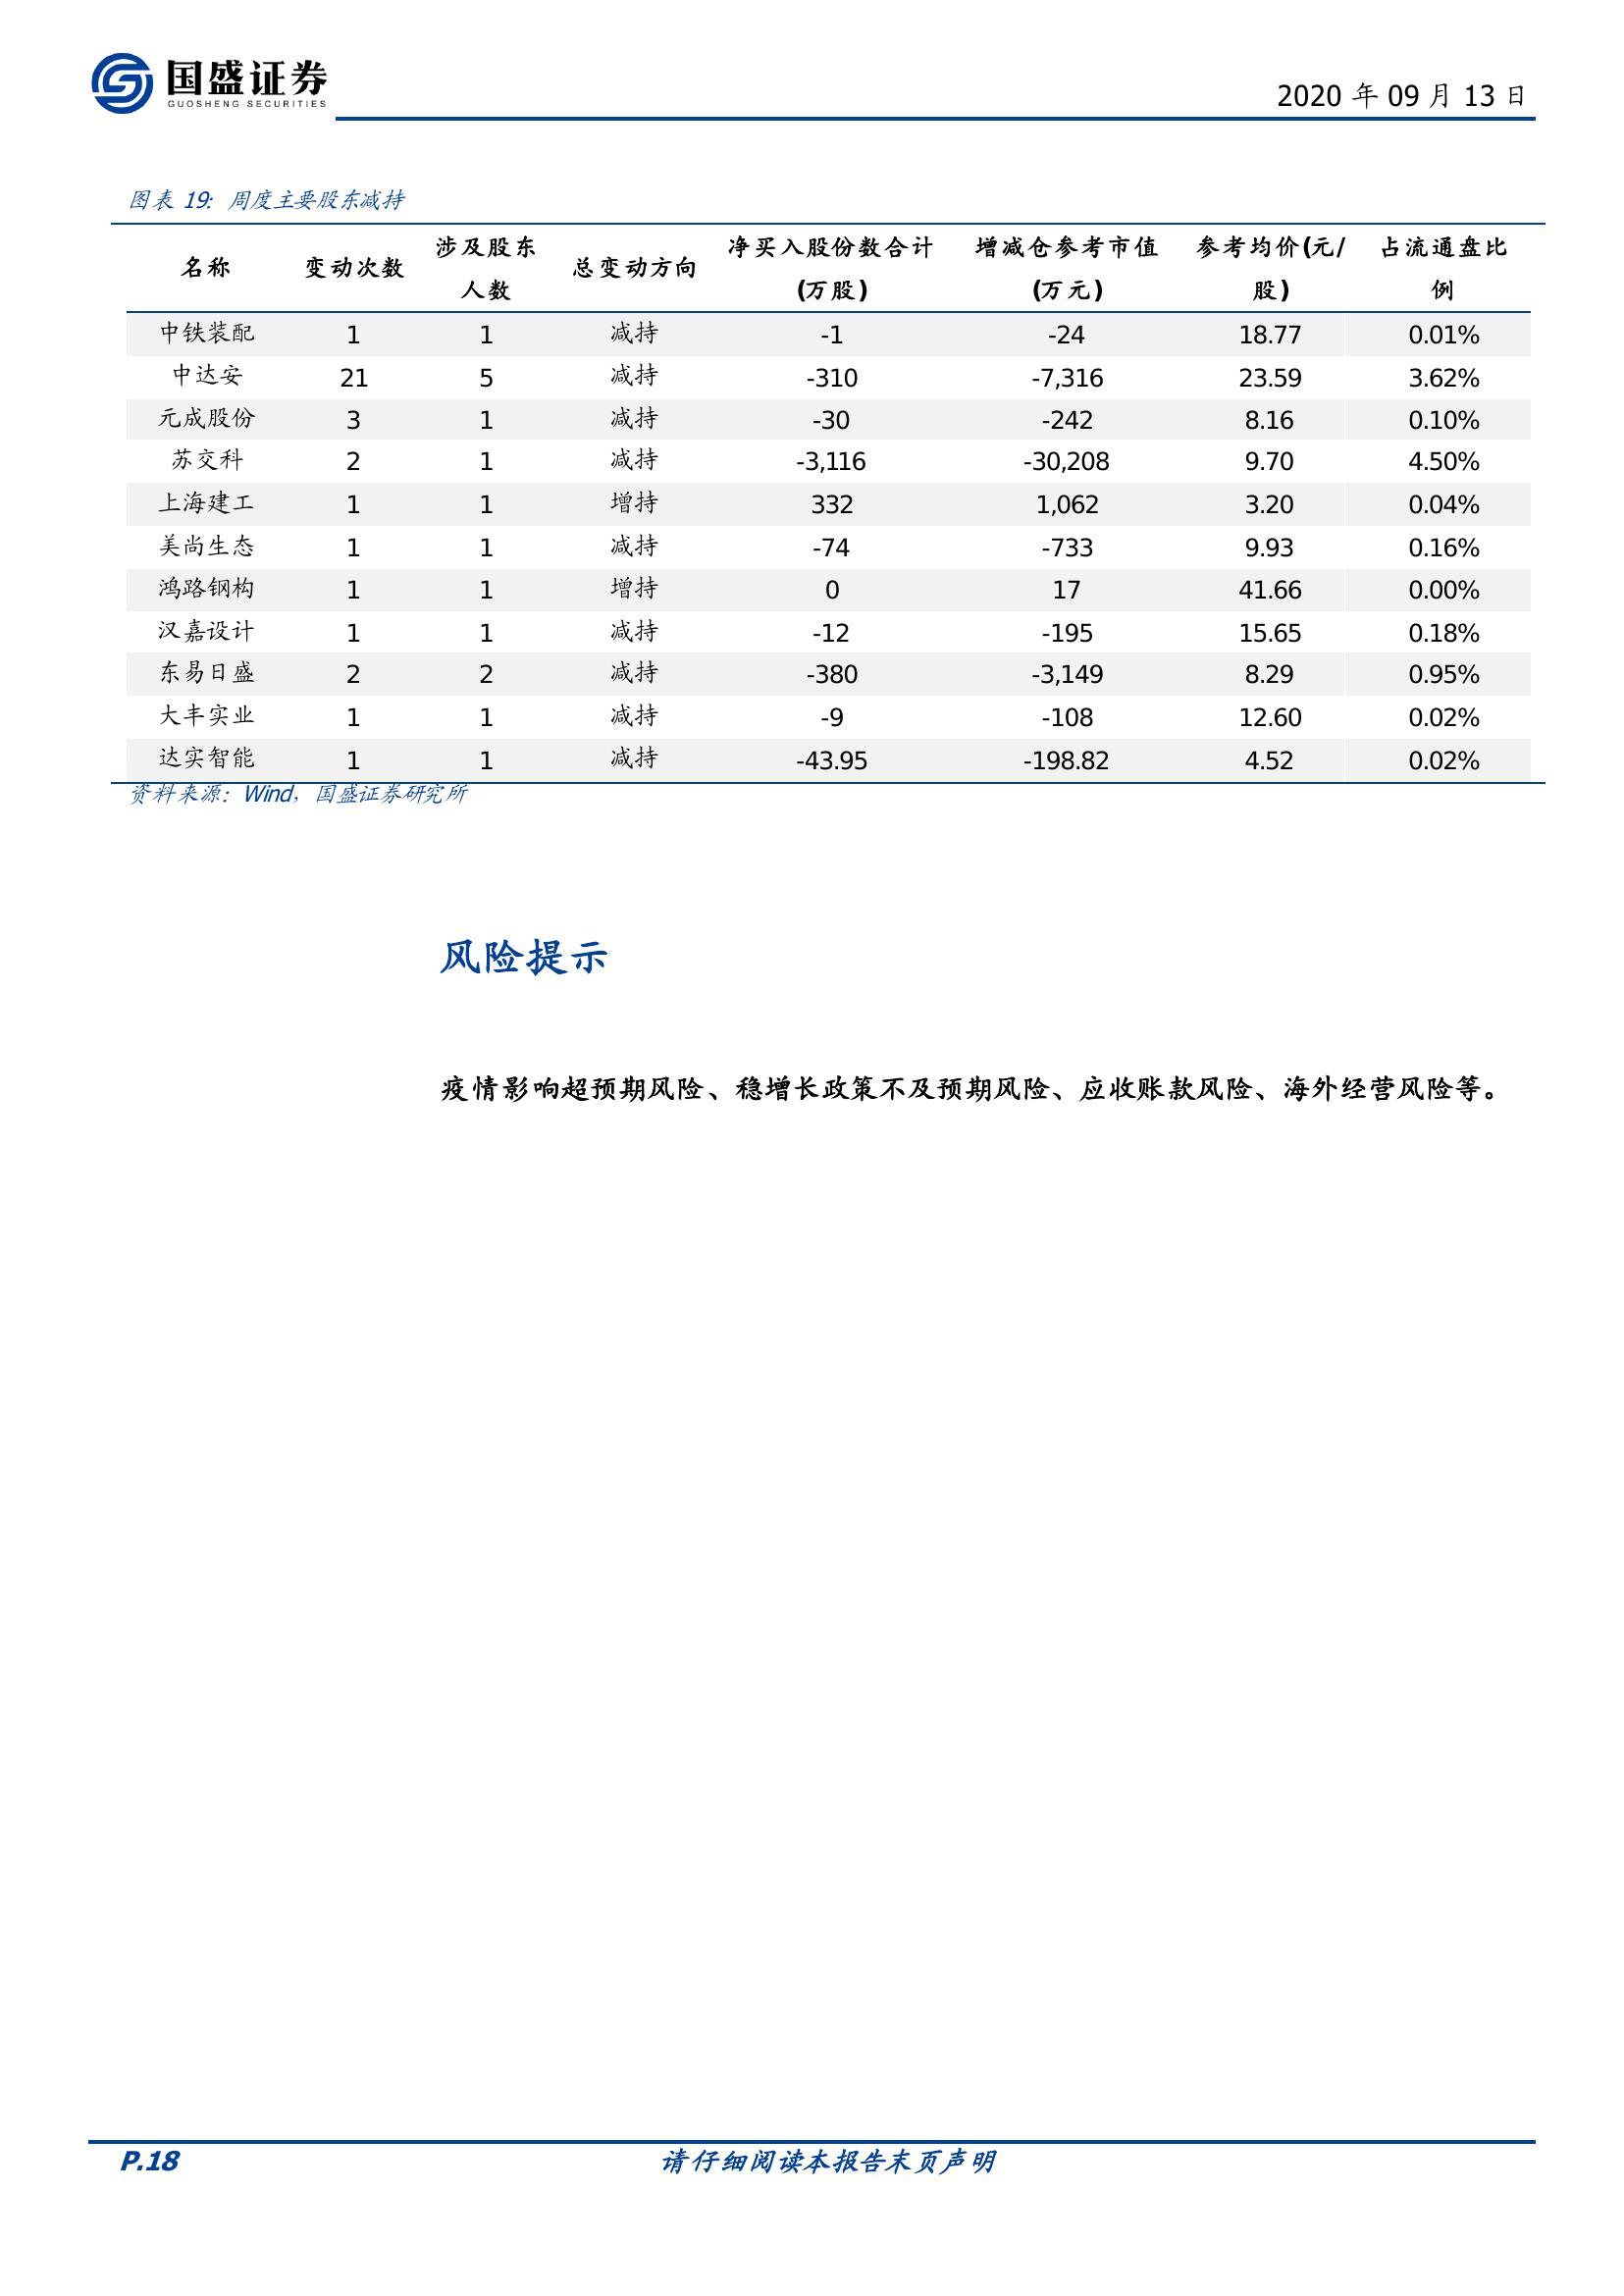 国盛证券
GUOSHENG SECURITIES
2020 年 09 月 13 日
图表 19：周度主要股东减持
名称 变动次数 涉及股东人数 总变动方向 净买入股份数合计(万股) 增减仓参考市值(万元) 参考均价(元/股) 占流通盘比例
中铁装配 1 1 减持 -1 -24 18.77 0.01%
中达安 21 5 减持 -310 -7,316 23.59 3.62%
元成股份 3 1 减持 -30 -242 8.16 0.10%
苏交科 2 1 减持 -3,116 -30,208 9.70 4.50%
上海建工 1 1 增持 332 1,062 3.20 0.04%
美尚生态 1 1 减持 -74 -733 9.93 0.16%
鸿路钢构 1 1 增持 0 17 41.66 0.00%
汉嘉设计 1 1 减持 -12 -195 15.65 0.18%
东易日盛 2 2 减持 -380 -3,149 8.29 0.95%
大丰实业 1 1 减持 -9 -108 12.60 0.02%
达实智能 1 1 减持 -43.95 -198.82 4.52 0.02%
资料来源：Wind，国盛证券研究所
风险提示
疫情影响超预期风险、稳增长政策不及预期风险、应收账款风险、海外经营风险等。
P.18
请仔细阅读本报告末页声明